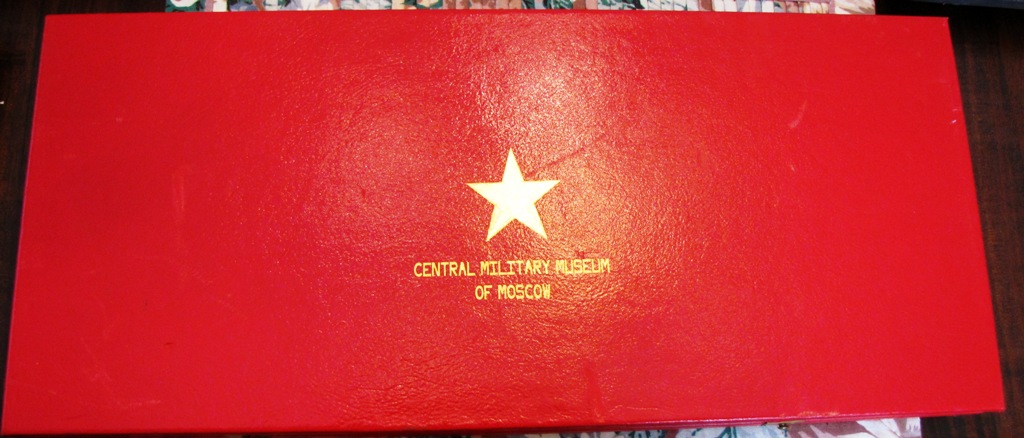 CENTRAL MILITARY MUSEUM
OF MOSCOW